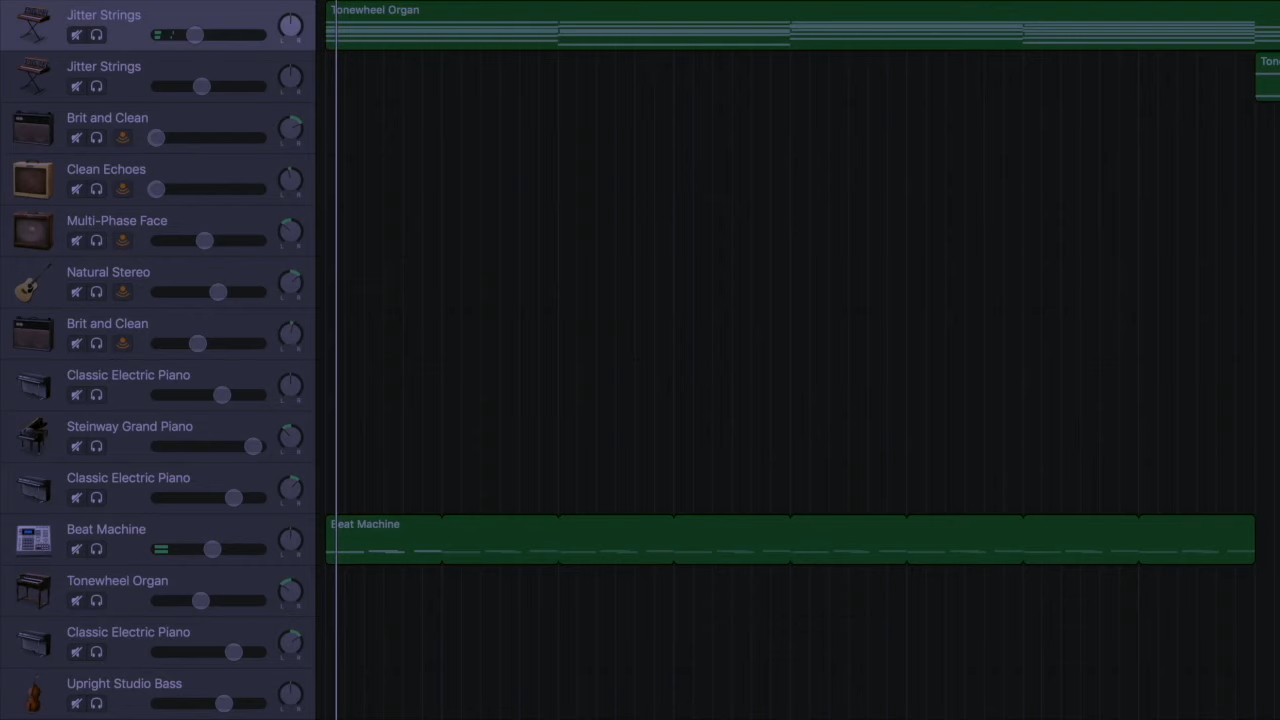 Jitter Strings
Tonewheel Organ
Jitter Strings
Ton
Brit and Clean
Clean Echoes
Multi-Phase Face
Natural Stereo
Brit and Clean
Classic Electric Piano
Steinway Grand Piano
Classic Electric Piano
Beat Machine
Beat Machine
Tonewheel Organ
Classic Electric Piano
Upright Studio Bass
L R
L R
L R
L R
L R
L R
L R
L R
L R
L R
L R
L R
L R
L R